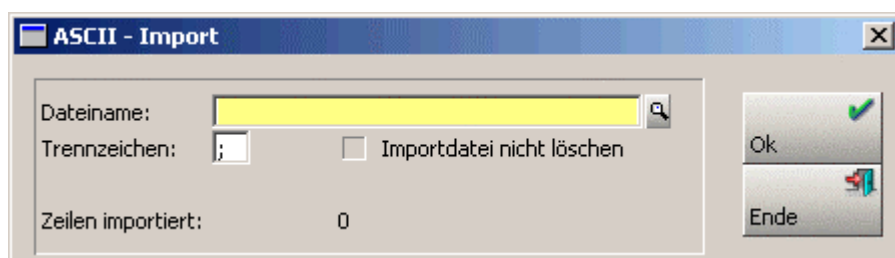 ASCII - Import
Dateiname:
Trennzeichen: ; Importdatei nicht löschen
Ok
Zeilen importiert: 0
Ende